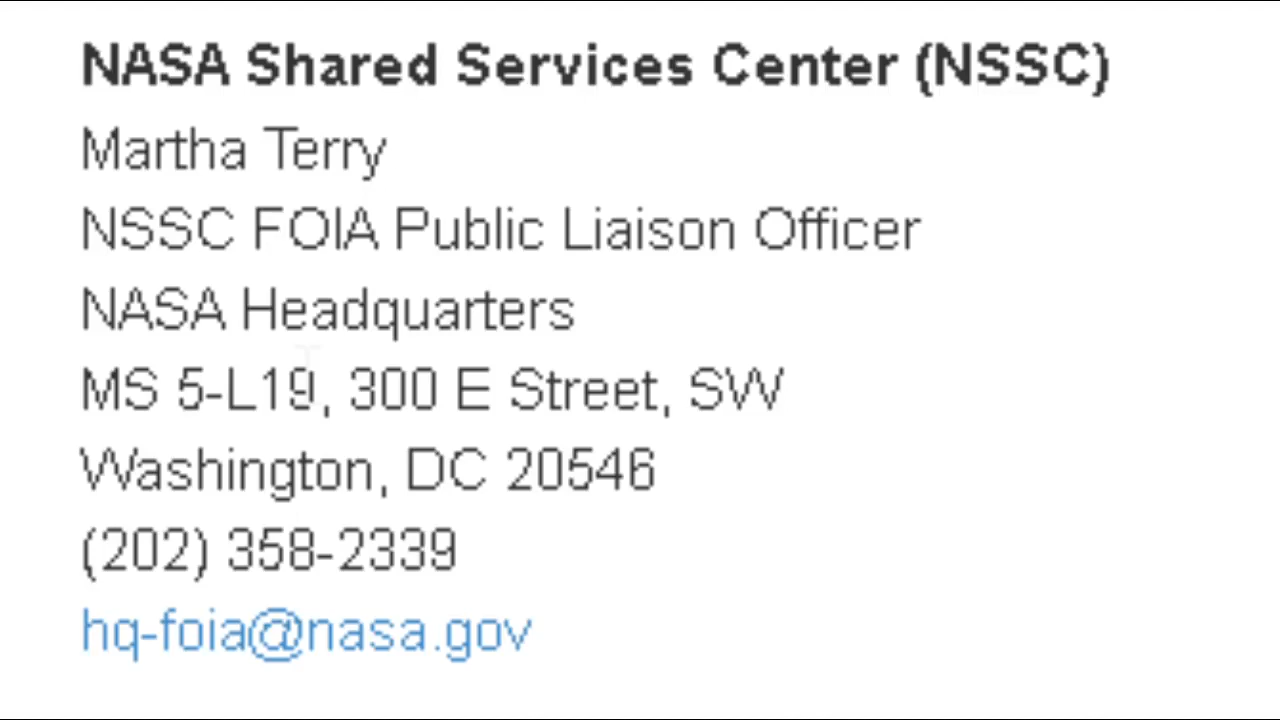 NASA Shared Services Center (NSSC)
Martha Terry
NSSC FOIA Public Liaison Officer
NASA Headquarters
MS 5-L19, 300 E Street, SW
Washington, DC 20546
(202) 358-2339
hq-foia@nasa.gov